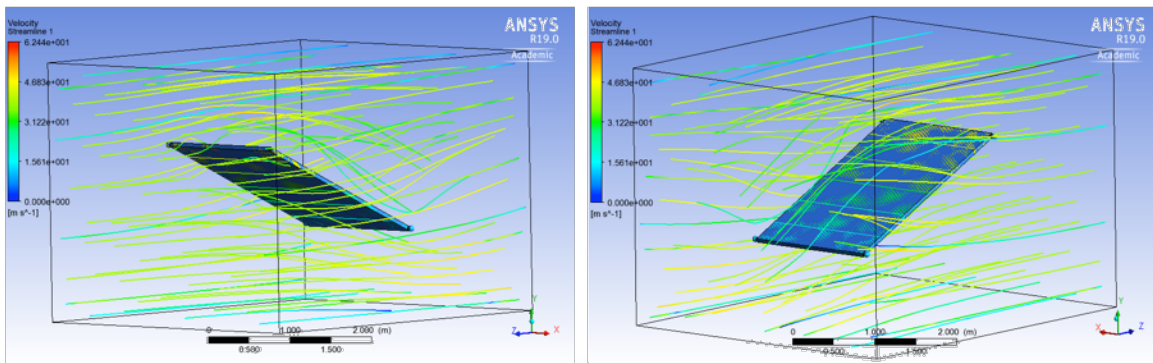 Velocity
Streamline 1
6.244e+001
4.683e+001
3.122e+001
1.561e+001
0.000e+000
[m s^-1]
ANSYS
R19.0
Academic
0
1.000
2.000 (m)
0.500
1.500
Y
Z
X
Velocity
Streamline 1
6.244e+001
4.683e+001
3.122e+001
1.561e+001
0.000e+000
[m s^-1]
ANSYS
R19.0
Academic
0
1.000
2.000 (m)
0.500
1.500
Y
X
Z